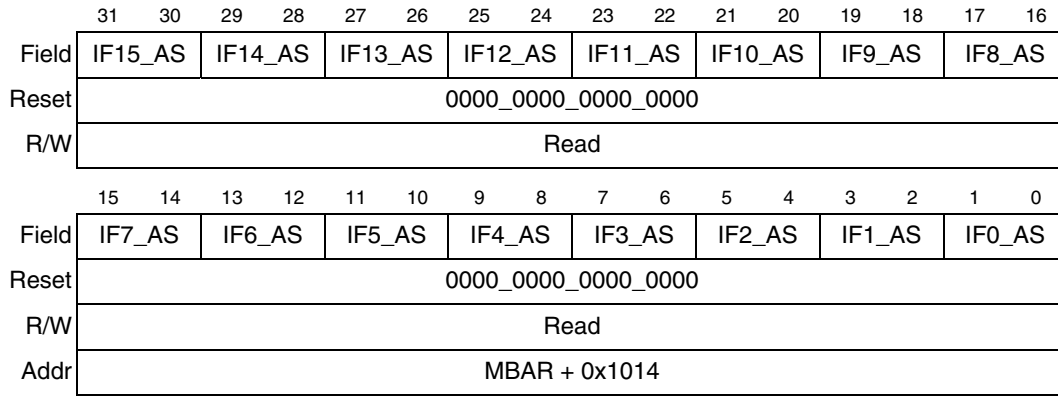 31 30 29 28 27 26 25 24 23 22 21 20 19 18 17 16
Field IF15_AS IF14_AS IF13_AS IF12_AS IF11_AS IF10_AS IF9_AS IF8_AS
Reset 0000_0000_0000_0000
R/W Read
15 14 13 12 11 10 9 8 7 6 5 4 3 2 1 0
Field IF7_AS IF6_AS IF5_AS IF4_AS IF3_AS IF2_AS IF1_AS IF0_AS
Reset 0000_0000_0000_0000
R/W Read
Addr MBAR + 0x1014